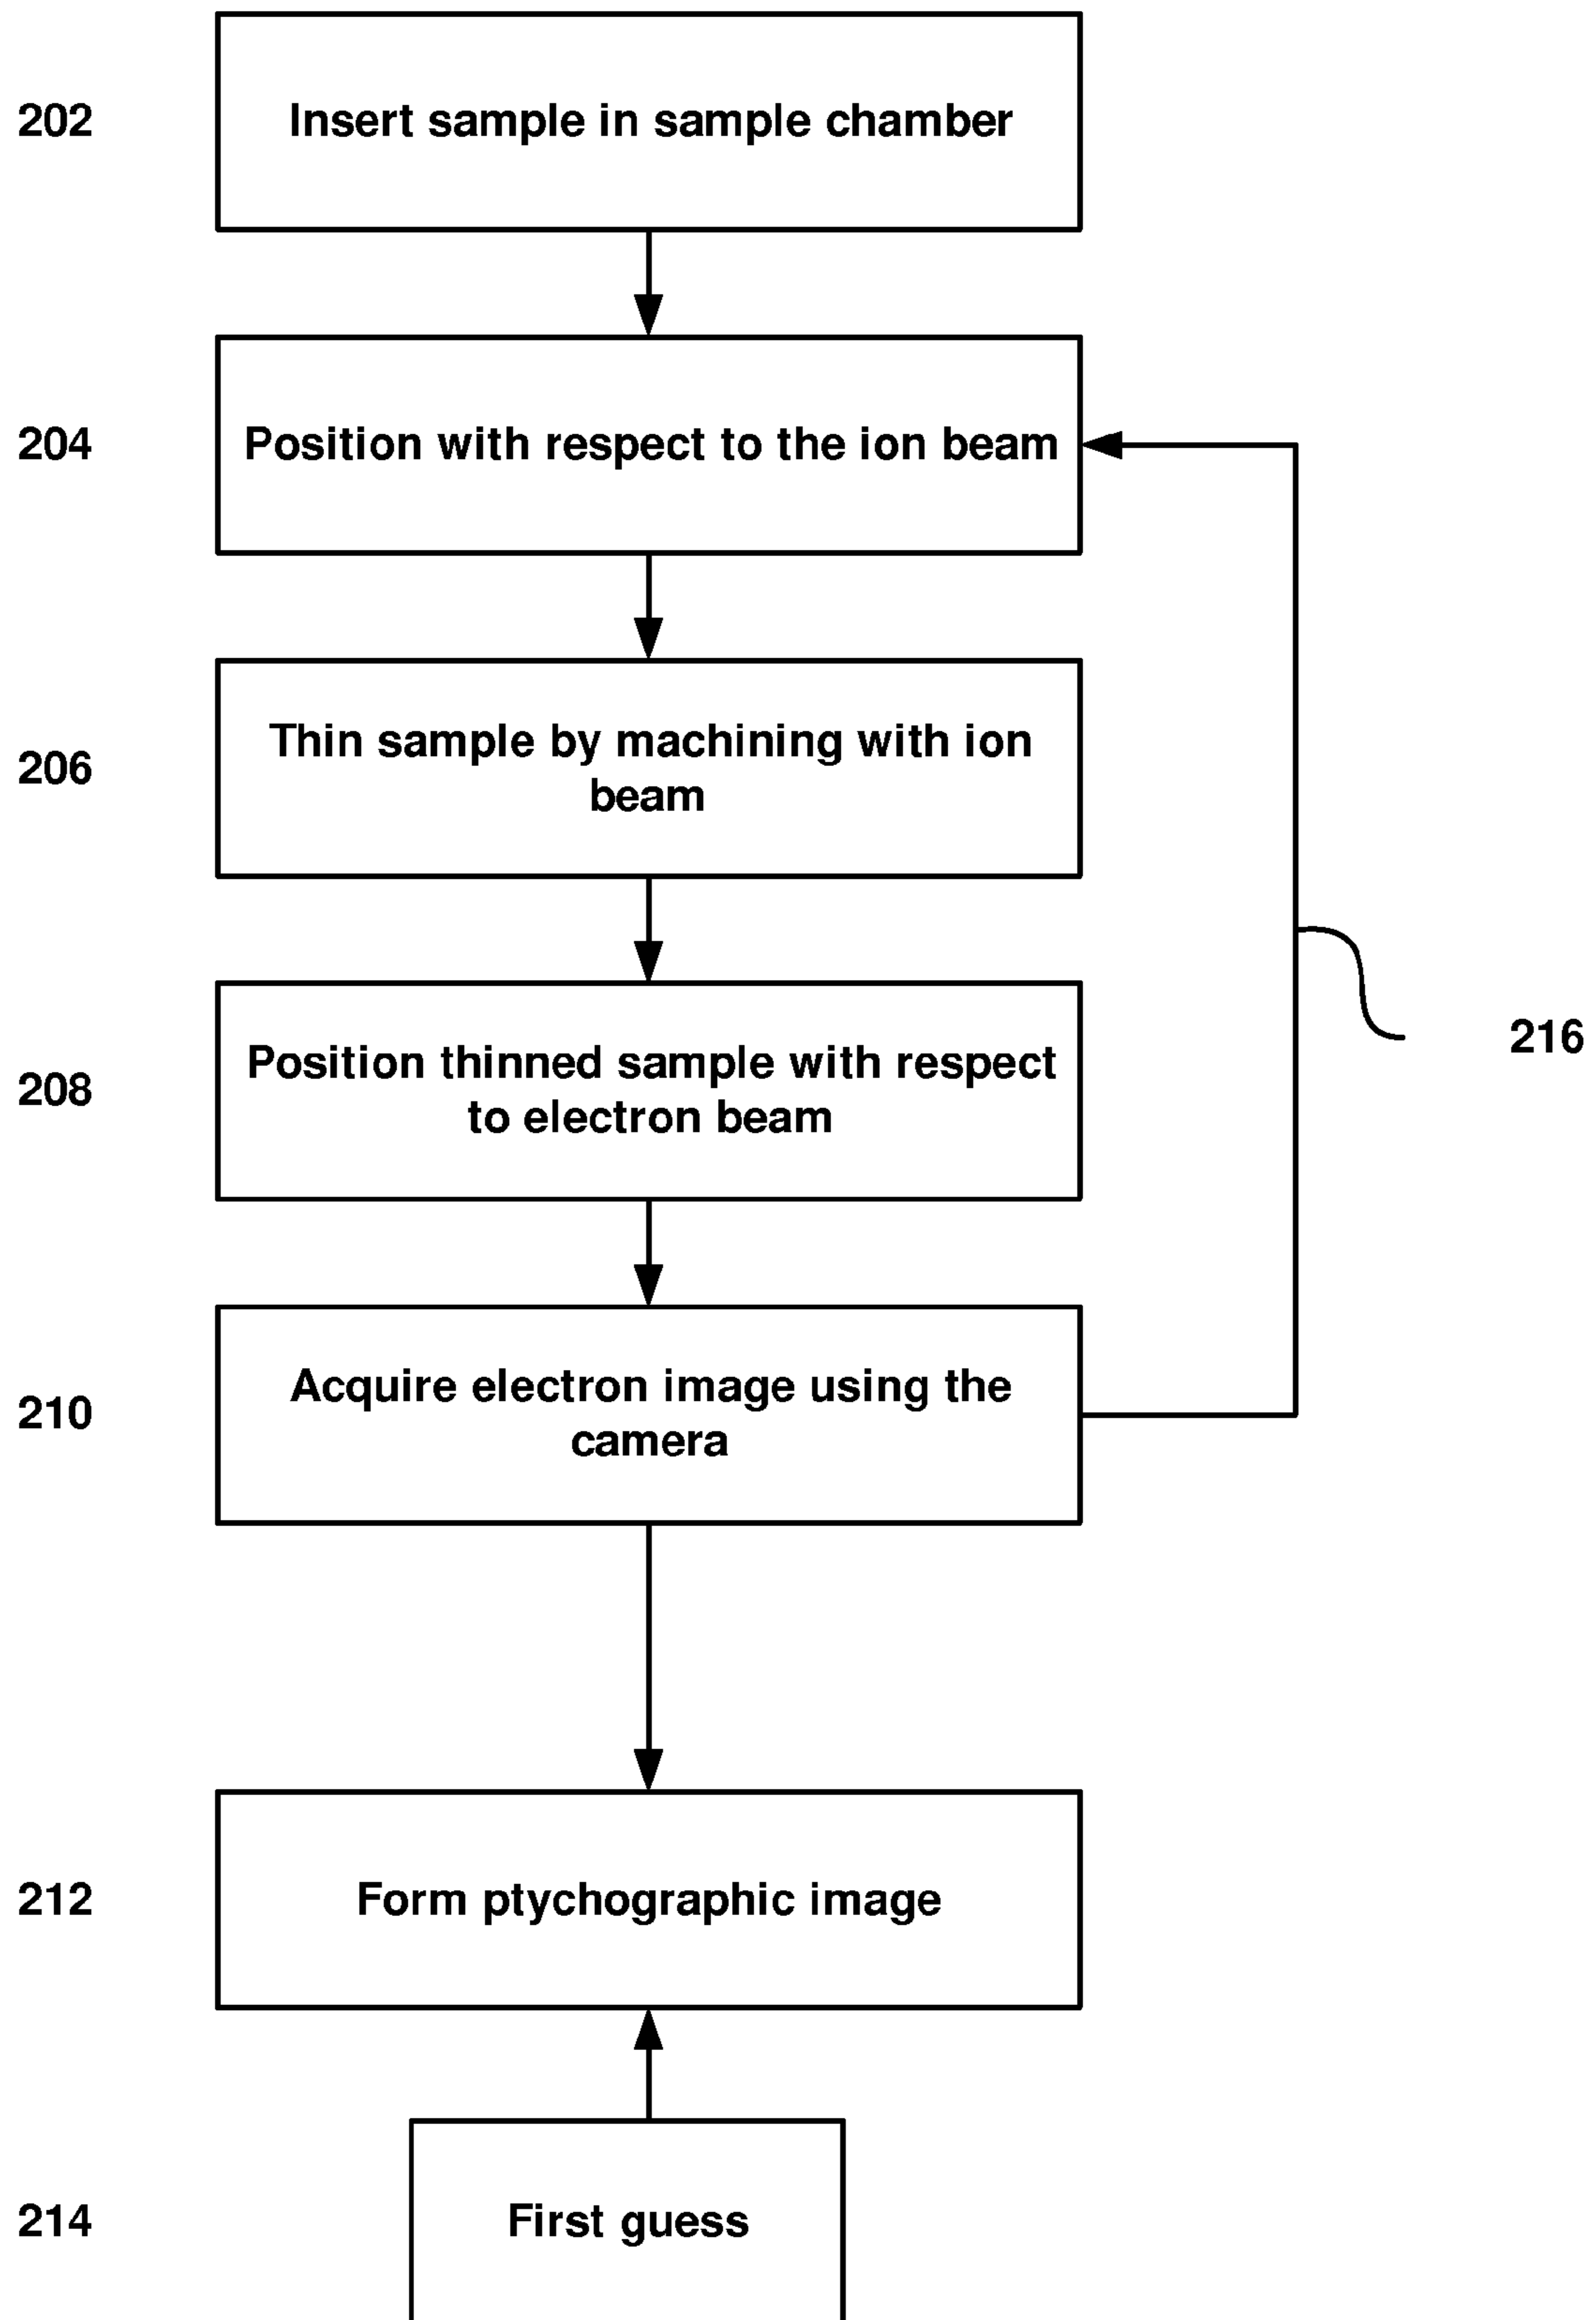 202
Insert sample in sample chamber
204
Position with respect to the ion beam
206
Thin sample by machining with ion
beam
208
Position thinned sample with respect
to electron beam
216
210
Acquire electron image using the
camera
212
Form ptychographic image
214
First guess